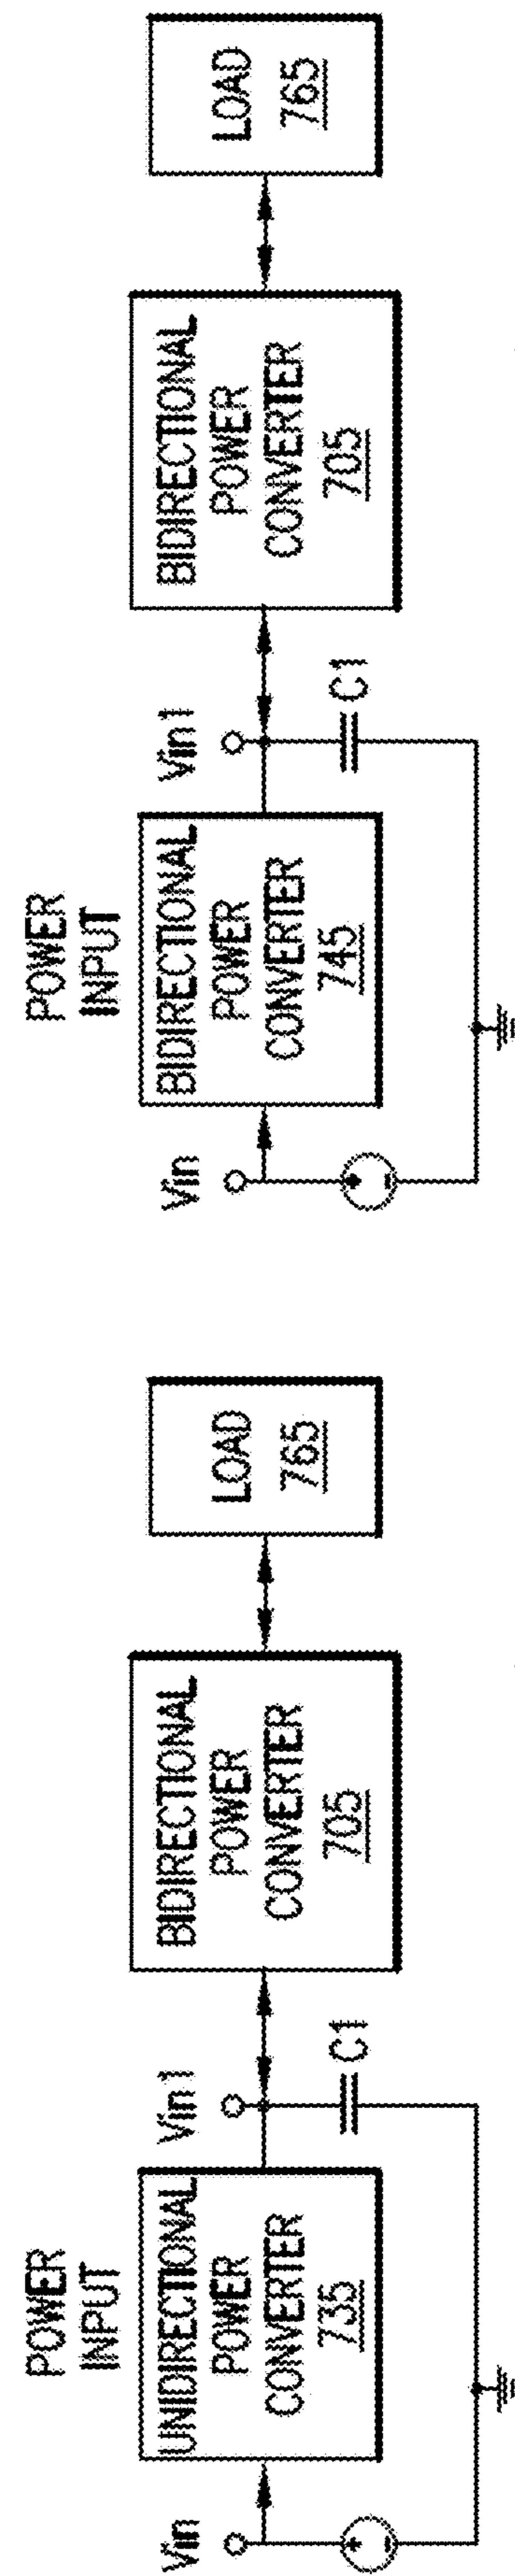 POWER
INPUT
Vin
UNIDIRECTIONAL
POWER
CONVERTER
735
Vin1
C1
BIDIRECTIONAL
POWER
CONVERTER
705
LOAD
765
+
-
POWER
INPUT
Vin
BIDIRECTIONAL
POWER
CONVERTER
745
Vin1
C1
BIDIRECTIONAL
POWER
CONVERTER
705
LOAD
765
+
-